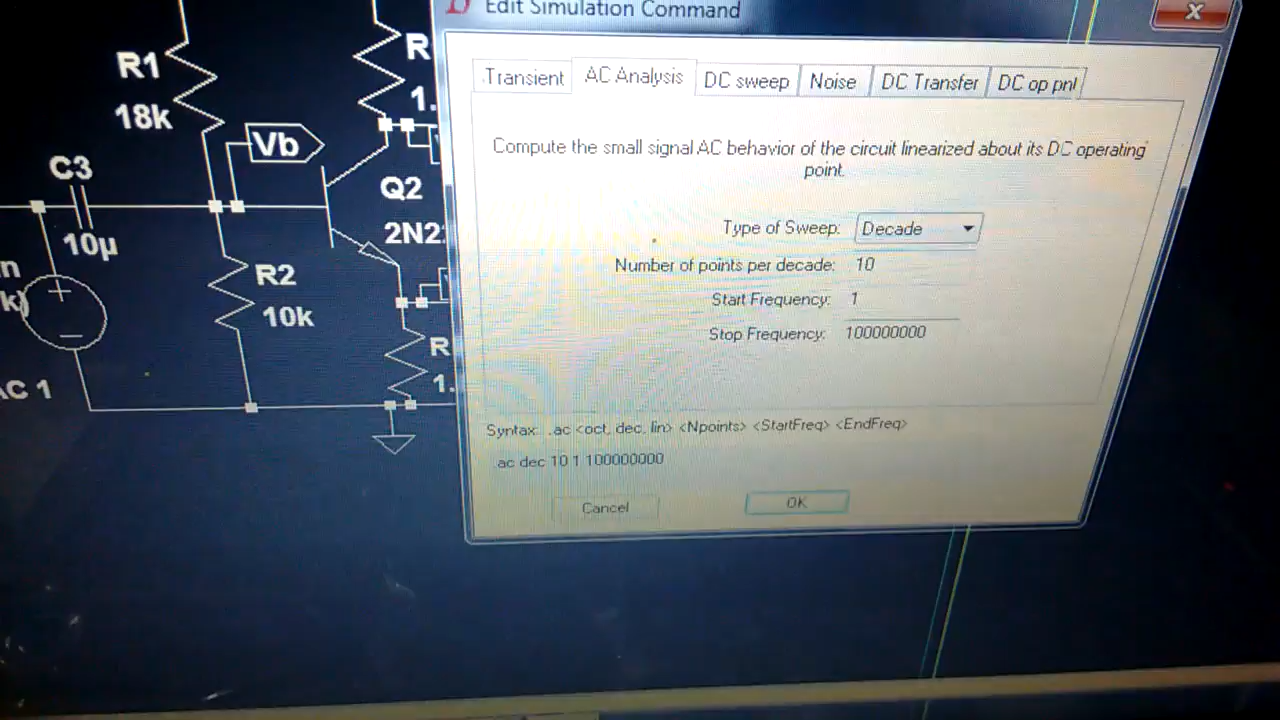 Edit Simulation Command
X
Transient AC Analysis DC sweep Noise DC Transfer DC op pnt
Compute the small signal AC behavior of the circuit linearized about its DC operating
point.
Type of Sweep: Decade
Number of points per decade: 10
Start Frequency: 1
Stop Frequency: 100000000
Syntax: .ac <oct, dec, lin> <Npoints> <StartFreq> <EndFreq>
.ac dec 10 1 100000000
Cancel OK
R1
18k
R
1.
Vb
C3
10µ
Q2
2N2
R2
10k
n
k)
R
1.
AC 1